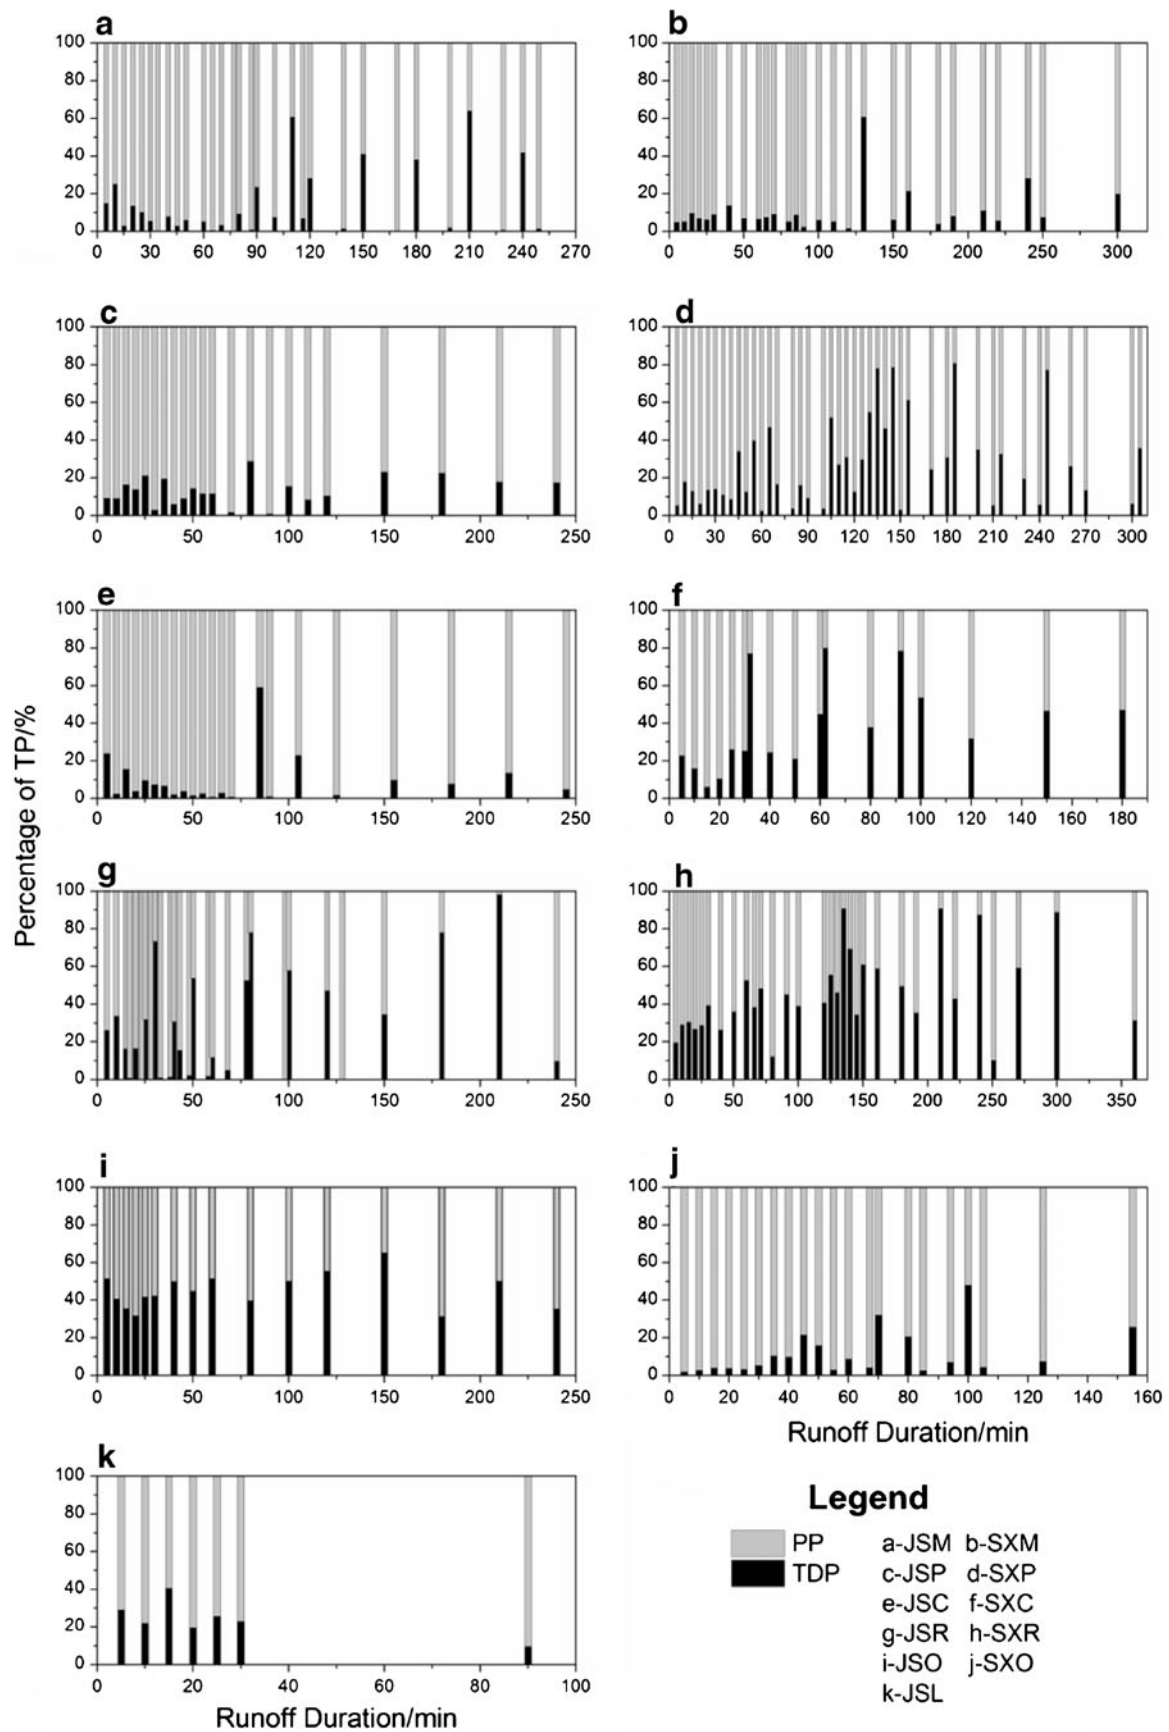 a
100
80
60
40
20
0
0 30 60 90 120 150 180 210 240 270
b
100
80
60
40
20
0
0 50 100 150 200 250 300
c
100
80
60
40
20
0
0 50 100 150 200 250
d
100
80
60
40
20
0
0 30 60 90 120 150 180 210 240 270 300
e
100
80
60
40
20
0
0 50 100 150 200 250
f
100
80
60
40
20
0
0 20 40 60 80 100 120 140 160 180
Percentage of TP/%
g
100
80
60
40
20
0
0 50 100 150 200 250
h
100
80
60
40
20
0
0 50 100 150 200 250 300 350
i
100
80
60
40
20
0
0 50 100 150 200 250
j
100
80
60
40
20
0
0 20 40 60 80 100 120 140 160
Runoff Duration/min
k
100
80
60
40
20
0
0 20 40 60 80 100
Runoff Duration/min
Legend
PP a-JSM b-SXM
TDP c-JSP d-SXP
e-JSC f-SXC
g-JSR h-SXR
i-JSO j-SXO
k-JSL